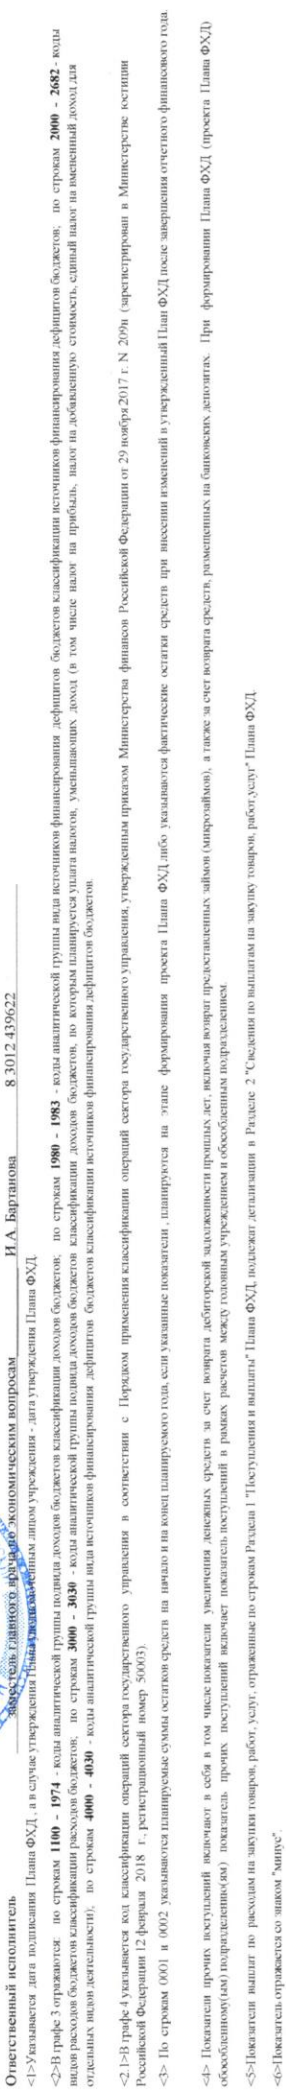 Ответственный исполнитель заместель главного врача по экономическим вопросам И.А. Бартанова 8 3012 439622
<1>Указывается дата подписания Плана ФХД , а в случае утверждения Плана уполномоченным лицом учреждения - дата утверждения Плана ФХД
<2>В графе 3 отражаются: по строкам 1100 - 1974 - коды аналитической группы подвида доходов бюджетов классификации доходов бюджетов; по строкам 1980 - 1983 - коды аналитической группы вида источников финансирования дефицитов бюджетов классификации источников финансирования дефицитов бюджетов; по строкам 2000 - 2682 - коды
видов расходов бюджетов классификации расходов бюджетов; по строкам 3000 - 3030 - коды аналитической группы подвида доходов бюджетов классификации доходов бюджетов, по которым планируется уплата налогов, уменьшающих доход (в том числе налог на прибыль, налог на добавленную стоимость, единый налог на вмененный доход для
отдельных видов деятельности); по строкам 4000 - 4030 - коды аналитической группы вида источников финансирования дефицитов бюджетов классификации источников финансирования дефицитов бюджетов.
<2.1>В графе 4 указывается код классификации операций сектора государственного управления в соответствии с Порядком применения классификации операций сектора государственного управления, утвержденным приказом Министерства финансов Российской Федерации от 29 ноября 2017 г. N 209н (зарегистрирован в Министерстве юстиции
Российской Федерации 12 февраля 2018 г., регистрационный номер 50003).
<3> По строкам 0001 и 0002 указываются планируемые суммы остатков средств на начало и на конец планируемого года, если указанные показатели , планируются на этапе формирования проекта Плана ФХД либо указываются фактические остатки средств при внесении изменений в утвержденный План ФХД после завершения отчетного финансового года.
<4> Показатели прочих поступлений включают в себя в том числе показатели увеличения денежных средств за счет возврата дебиторской задолженности прошлых лет, включая возврат предоставленных займов (микрозаймов), а также за счет возврата средств, размещенных на банковских депозитах. При формировании Плана ФХД (проекта Плана ФХД)
обособленному(ым) подразделению(ям) показатель прочих поступлений включает показатель поступлений в рамках расчетов между головным учреждением и обособленным подразделением.
<5>Показатели выплат по расходам на закупки товаров, работ, услуг, отраженные по строкам Раздела 1 "Поступления и выплаты" Плана ФХД, подлежат детализации в Разделе 2 "Сведения по выплатам на закупку товаров, работ,услуг" Плана ФХД.
<6>Показатель отражается со знаком "минус".